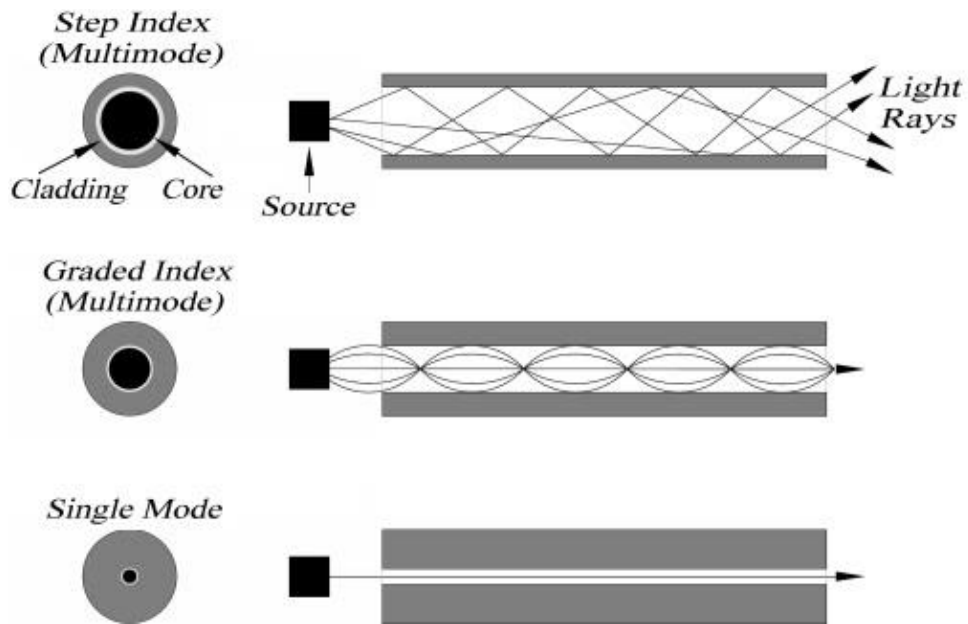 Step Index
(Multimode)
Light
Rays
Cladding
Core
Source
Graded Index
(Multimode)
Single Mode